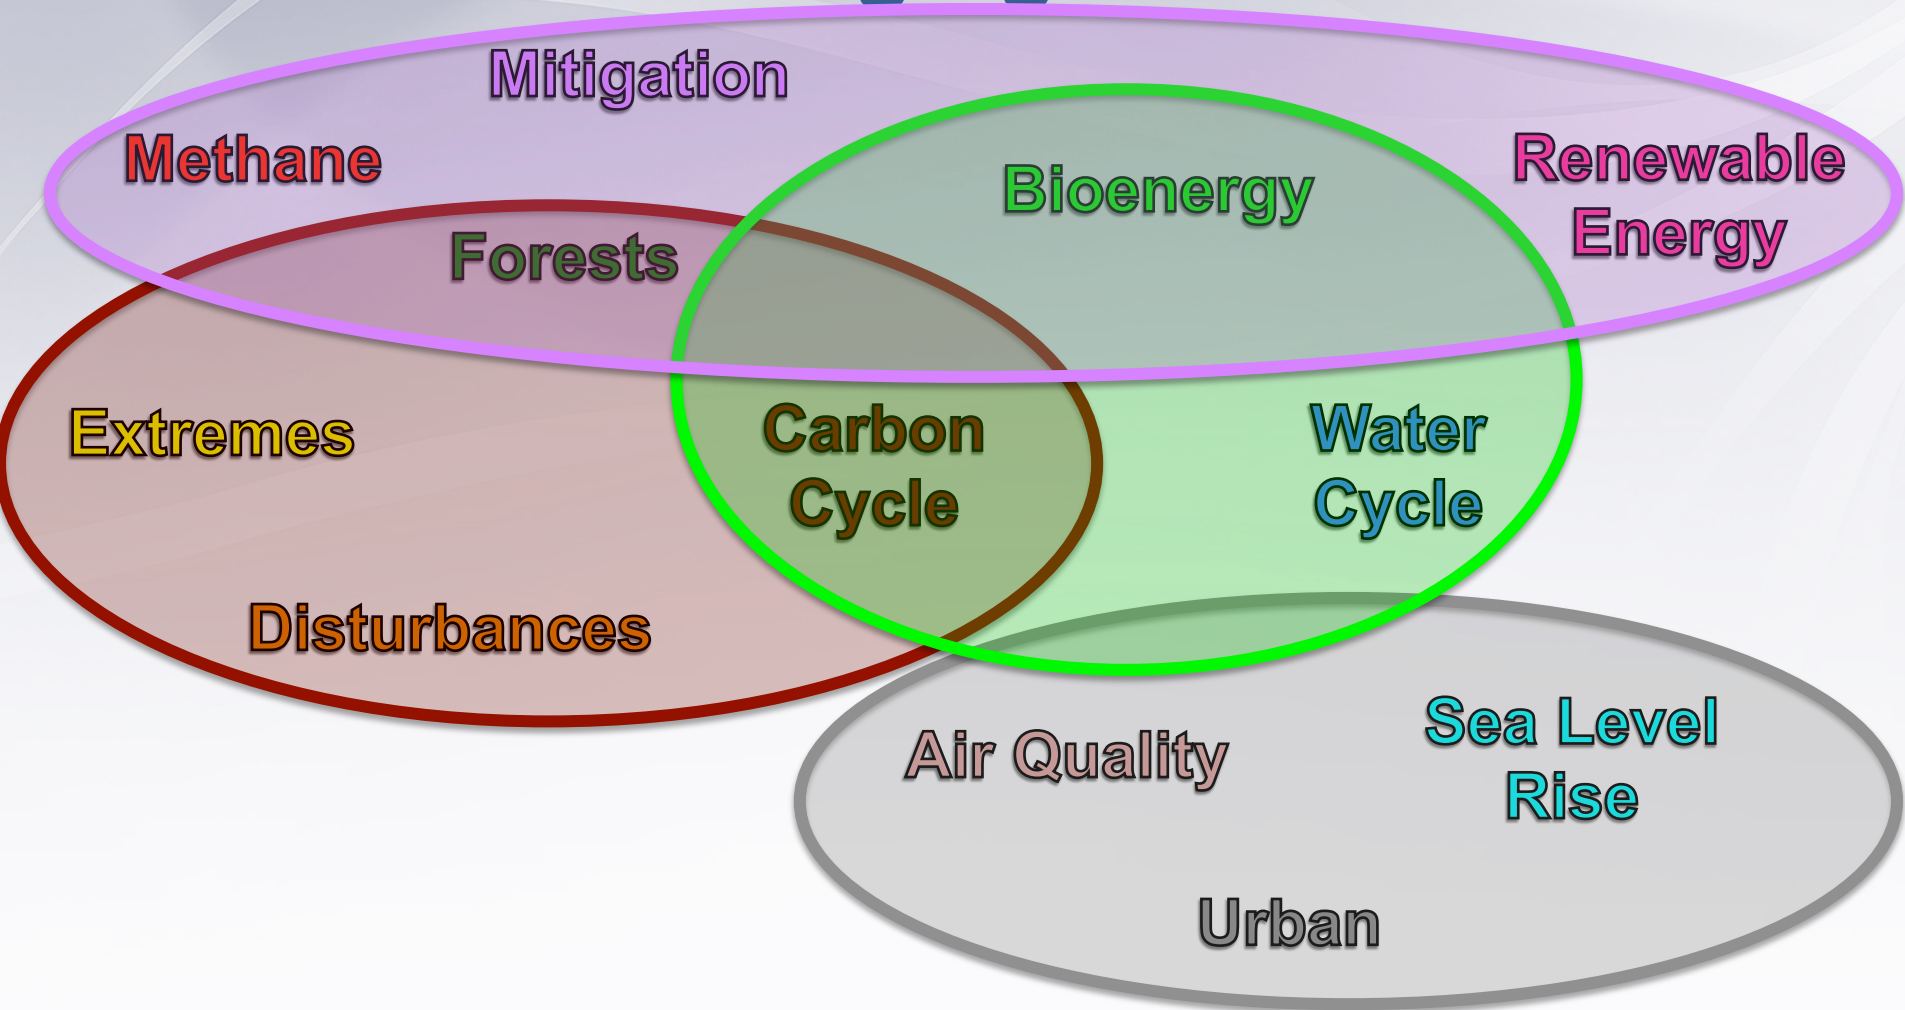 Mitigation
Methane
Bioenergy
Renewable
Energy
Forests
Extremes
Carbon
Cycle
Water
Cycle
Disturbances
Air Quality
Sea Level
Rise
Urban